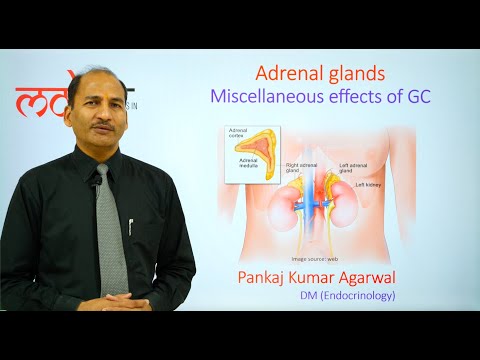 Adrenal glands
Miscellaneous effects of GC
Adrenal
cortex
Adrenal
medulla
Right adrenal
gland
Left adrenal
gland
Left kidney
Image source: web
Pankaj Kumar Agarwal
DM (Endocrinology)